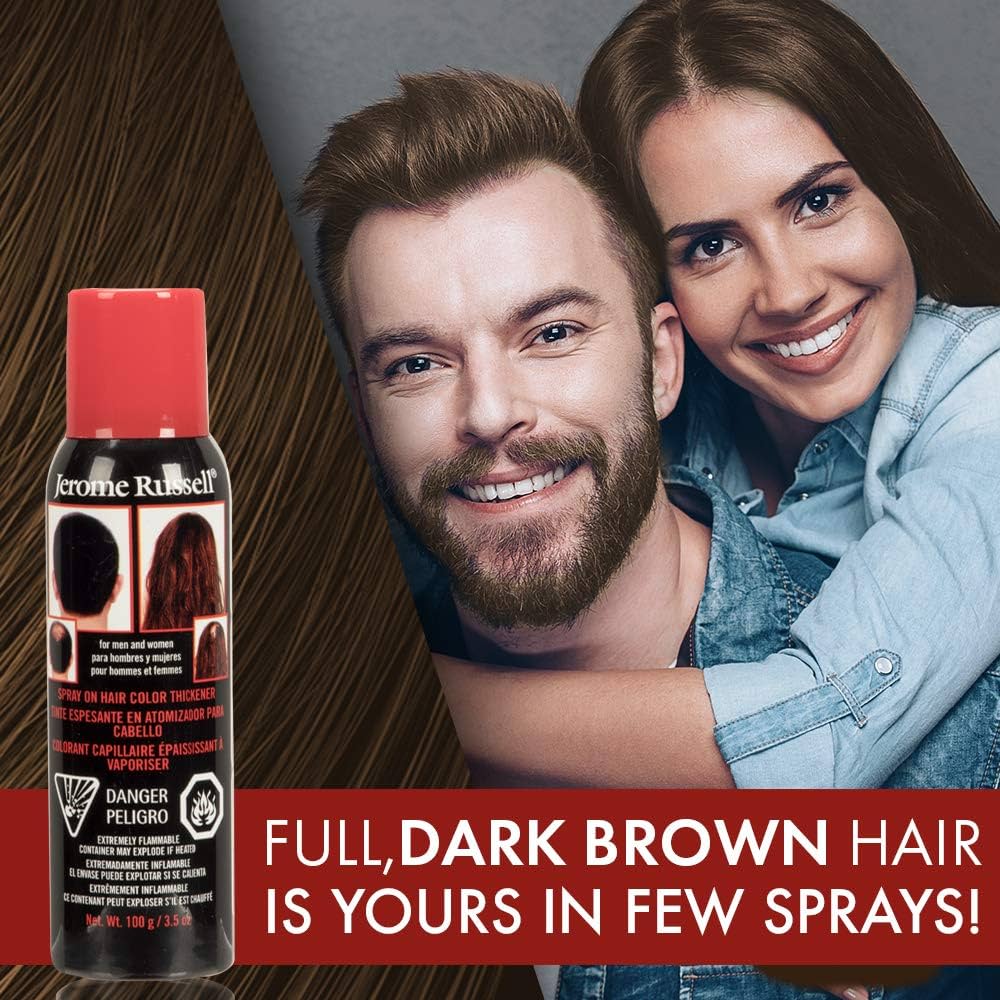 Jerome Russell®
for men and women
para hombres y mujeres
pour hommes et femmes
SPRAY ON HAIR COLOR THICKENER
TINTE ESPESANTE EN ATOMIZADOR PARA
CABELLO
COLORANT CAPILLAIRE ÉPAISSISSANT À
VAPORISER
DANGER
PELIGRO
EXTREMELY FLAMMABLE
CONTAINER MAY EXPLODE IF HEATED
EXTREMADAMENTE INFLAMABLE
EL ENVASE PUEDE EXPLOTAR SI SE CALIENTA
EXTRÊMEMENT INFLAMMABLE
CE CONTENANT PEUT EXPLOSER S'IL EST CHAUFFÉ
Net. Wt. 100 g / 3.5 oz
FULL, DARK BROWN HAIR
IS YOURS IN FEW SPRAYS!